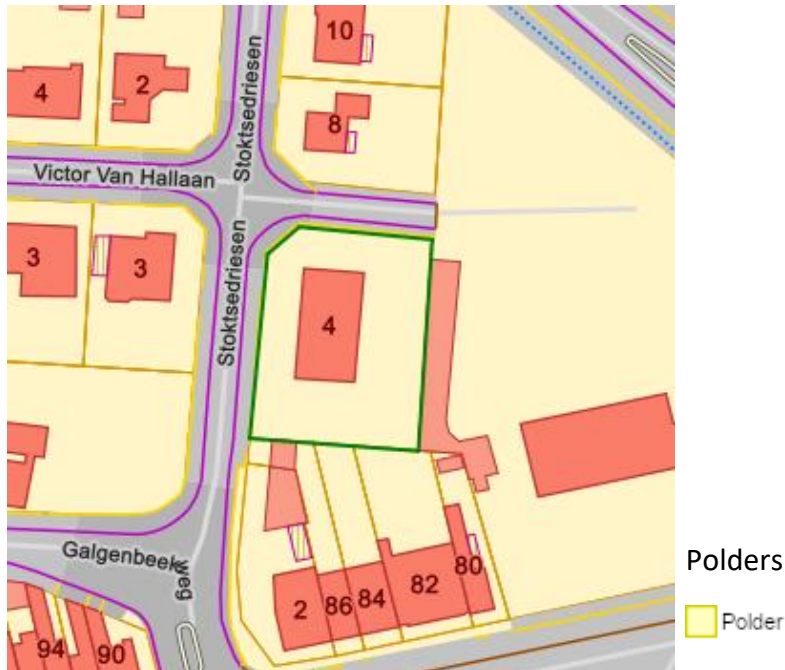 10
4
2
8
Stoktsedriesen
Victor Van Hallaan
3
3
Stoktsedriesen
4
Galgenbeekweg
2
86
84
82
80
94
90
Polders
Polder